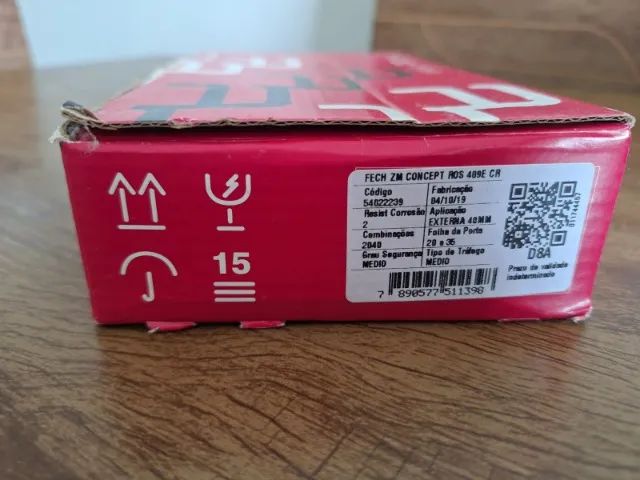 15
FECH ZM CONCEPT ROS 409E CR
Código
54022239
Fabricação
04/10/19
Resist Corrosão
2
Aplicação
EXTERNA 40MM
Combinações
2040
Folha da Porta
20 e 35
Grau Segurança
MEDIO
Tipo de Tráfego
MEDIO
7 890577 511398
D8A
Prazo de validade
indeterminado